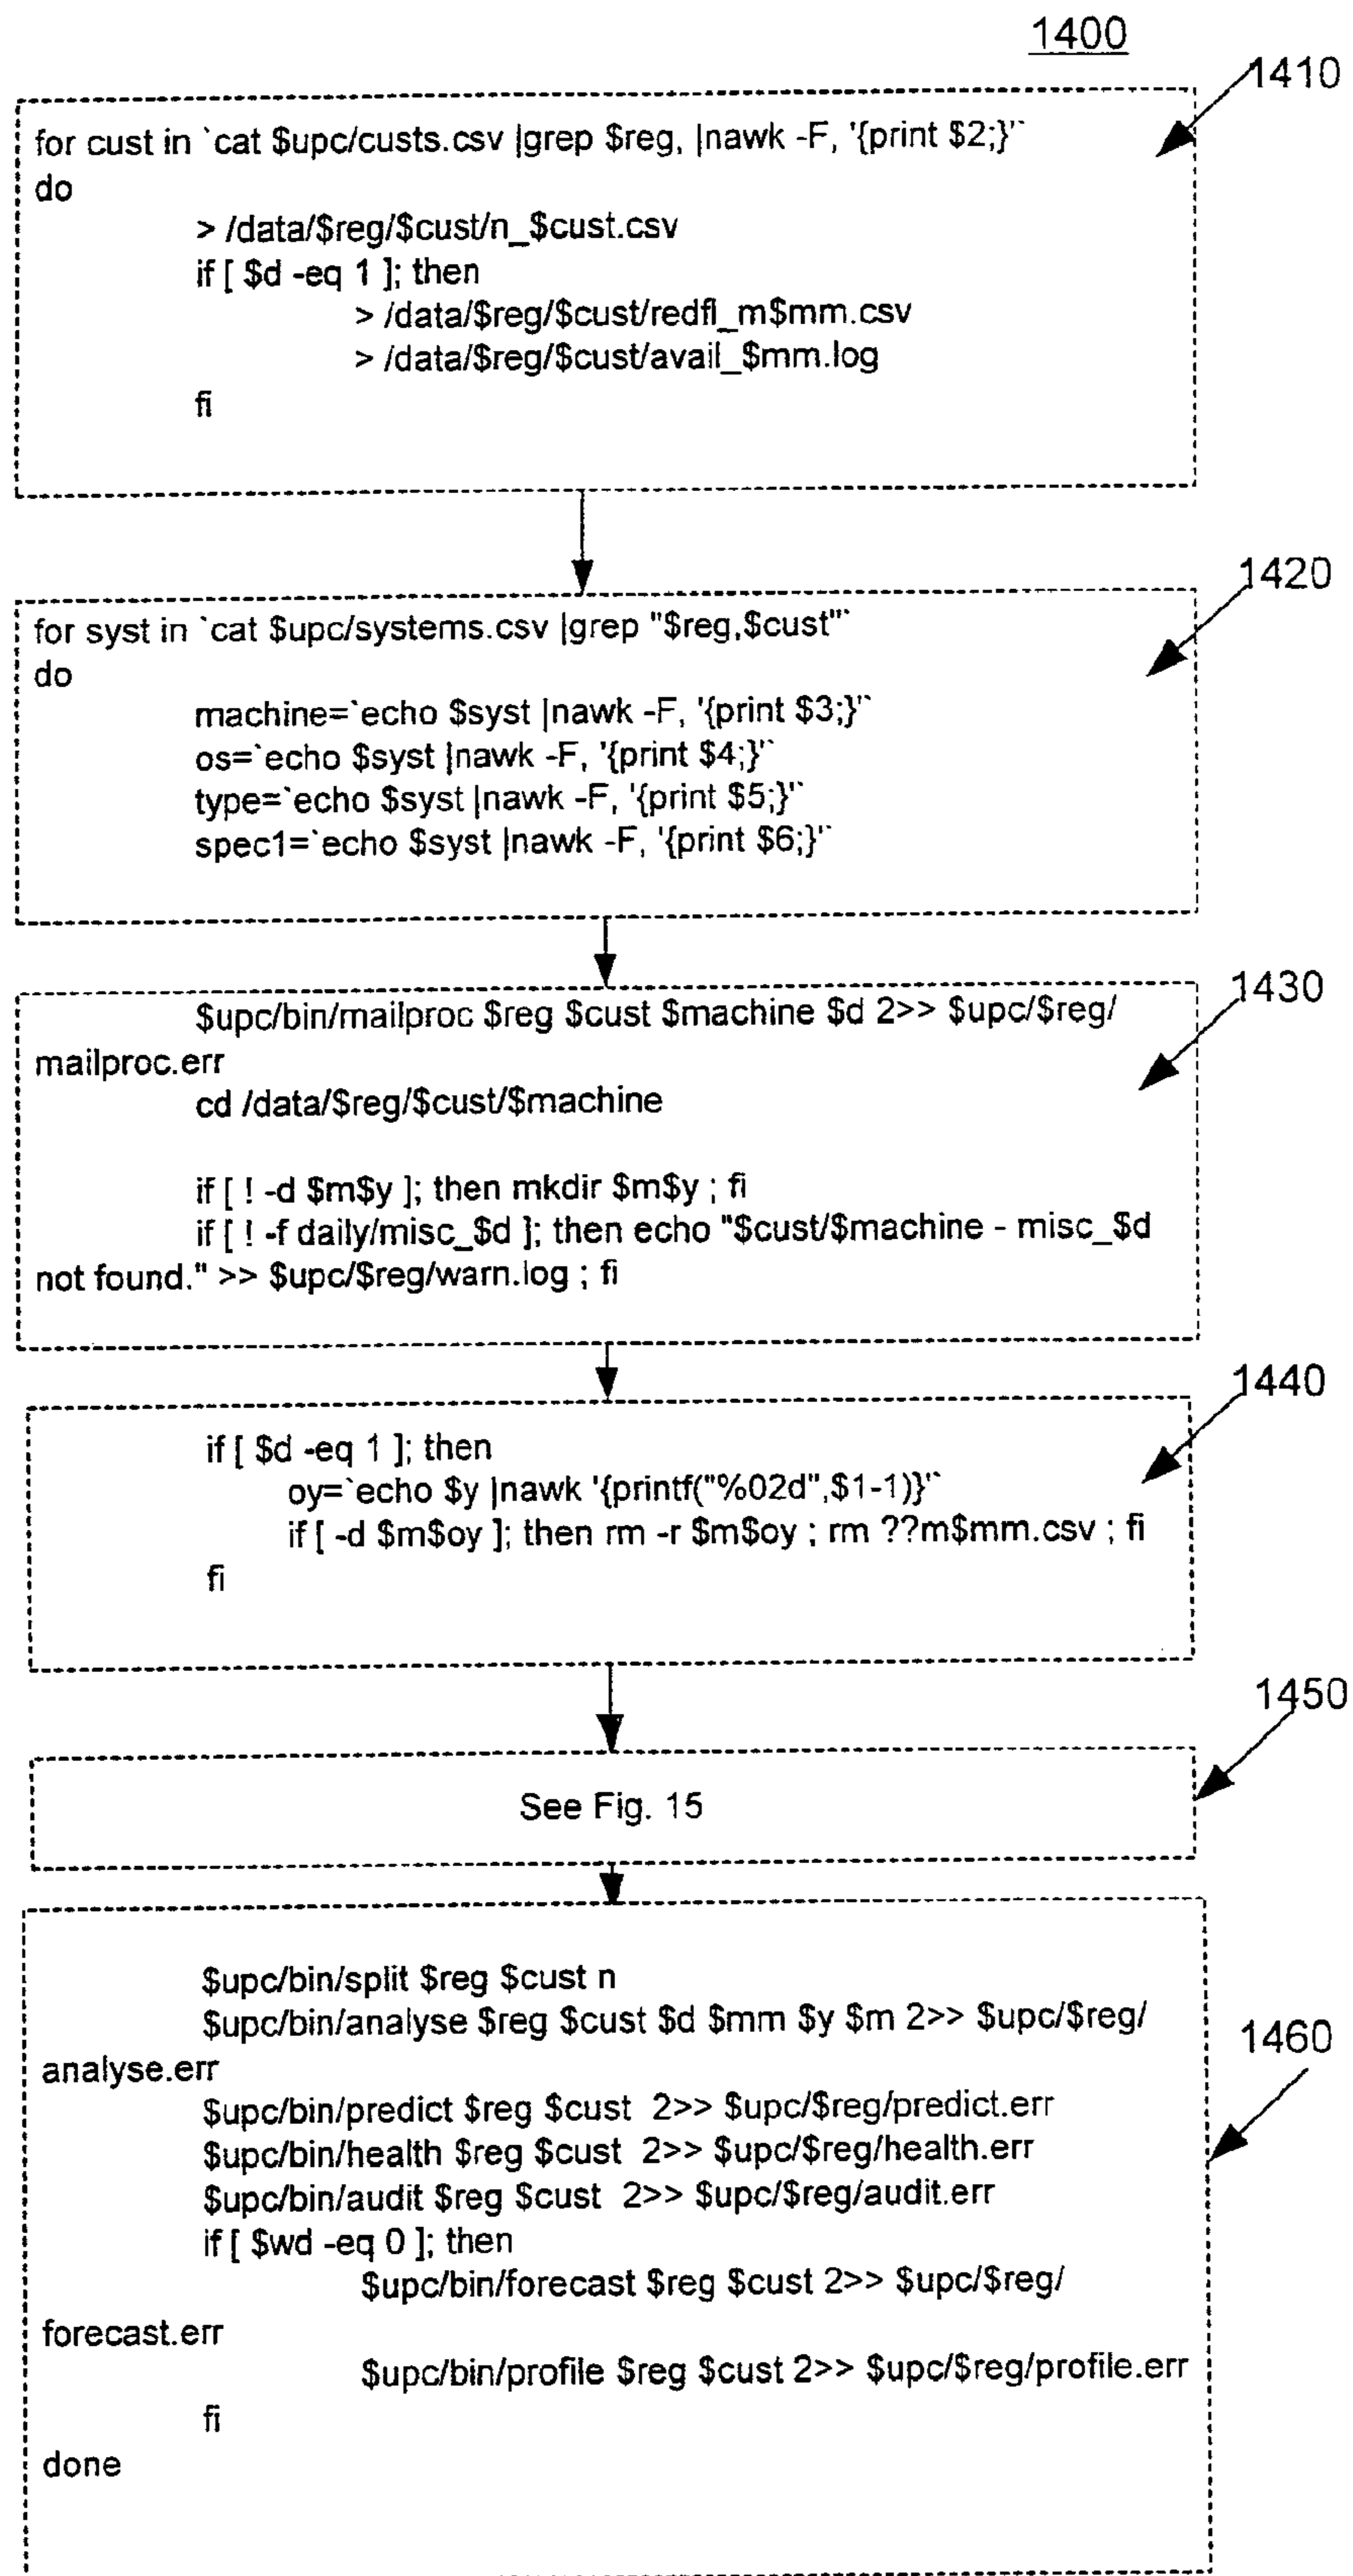 1400
1410
for cust in `cat $upc/custs.csv |grep $reg, |nawk -F, '{print $2;}'`
do
> /data/$reg/$cust/n_$cust.csv
if [ $d -eq 1 ]; then
> /data/$reg/$cust/redfl_m$mm.csv
> /data/$reg/$cust/avail_$mm.log
fi
1420
for syst in `cat $upc/systems.csv |grep "$reg,$cust"`
do
machine=`echo $syst |nawk -F, '{print $3;}'`
os=`echo $syst |nawk -F, '{print $4;}'`
type=`echo $syst |nawk -F, '{print $5;}'`
spec1=`echo $syst |nawk -F, '{print $6;}'`
1430
$upc/bin/mailproc $reg $cust $machine $d 2>> $upc/$reg/
mailproc.err
cd /data/$reg/$cust/$machine
if [ ! -d $m$y ]; then mkdir $m$y ; fi
if [ ! -f daily/misc_$d ]; then echo "$cust/$machine - misc_$d
not found." >> $upc/$reg/warn.log ; fi
1440
if [ $d -eq 1 ]; then
oy=`echo $y |nawk '{printf("%02d",$1-1)}'`
if [ -d $m$oy ]; then rm -r $m$oy ; rm ??m$mm.csv ; fi
fi
1450
See Fig. 15
1460
$upc/bin/split $reg $cust n
$upc/bin/analyse $reg $cust $d $mm $y $m 2>> $upc/$reg/
analyse.err
$upc/bin/predict $reg $cust 2>> $upc/$reg/predict.err
$upc/bin/health $reg $cust 2>> $upc/$reg/health.err
$upc/bin/audit $reg $cust 2>> $upc/$reg/audit.err
if [ $wd -eq 0 ]; then
$upc/bin/forecast $reg $cust 2>> $upc/$reg/
forecast.err
$upc/bin/profile $reg $cust 2>> $upc/$reg/profile.err
fi
done